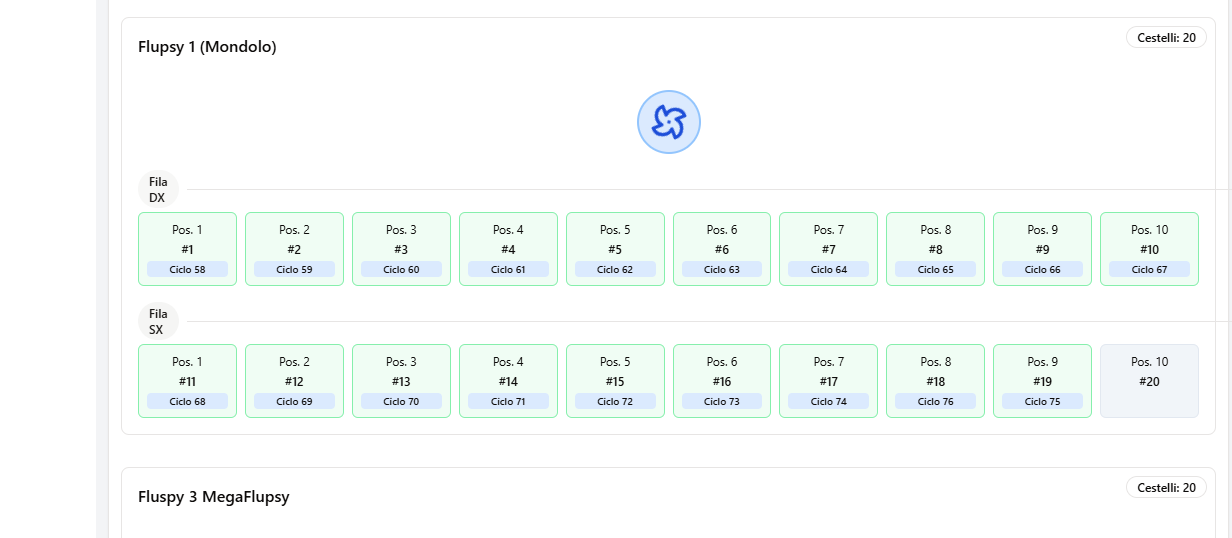 Flupsy 1 (Mondolo)
Cestelli: 20
Fila
DX
Pos. 1
#1
Ciclo 58
Pos. 2
#2
Ciclo 59
Pos. 3
#3
Ciclo 60
Pos. 4
#4
Ciclo 61
Pos. 5
#5
Ciclo 62
Pos. 6
#6
Ciclo 63
Pos. 7
#7
Ciclo 64
Pos. 8
#8
Ciclo 65
Pos. 9
#9
Ciclo 66
Pos. 10
#10
Ciclo 67
Fila
SX
Pos. 1
#11
Ciclo 68
Pos. 2
#12
Ciclo 69
Pos. 3
#13
Ciclo 70
Pos. 4
#14
Ciclo 71
Pos. 5
#15
Ciclo 72
Pos. 6
#16
Ciclo 73
Pos. 7
#17
Ciclo 74
Pos. 8
#18
Ciclo 76
Pos. 9
#19
Ciclo 75
Pos. 10
#20
Fluspy 3 MegaFlupsy
Cestelli: 20